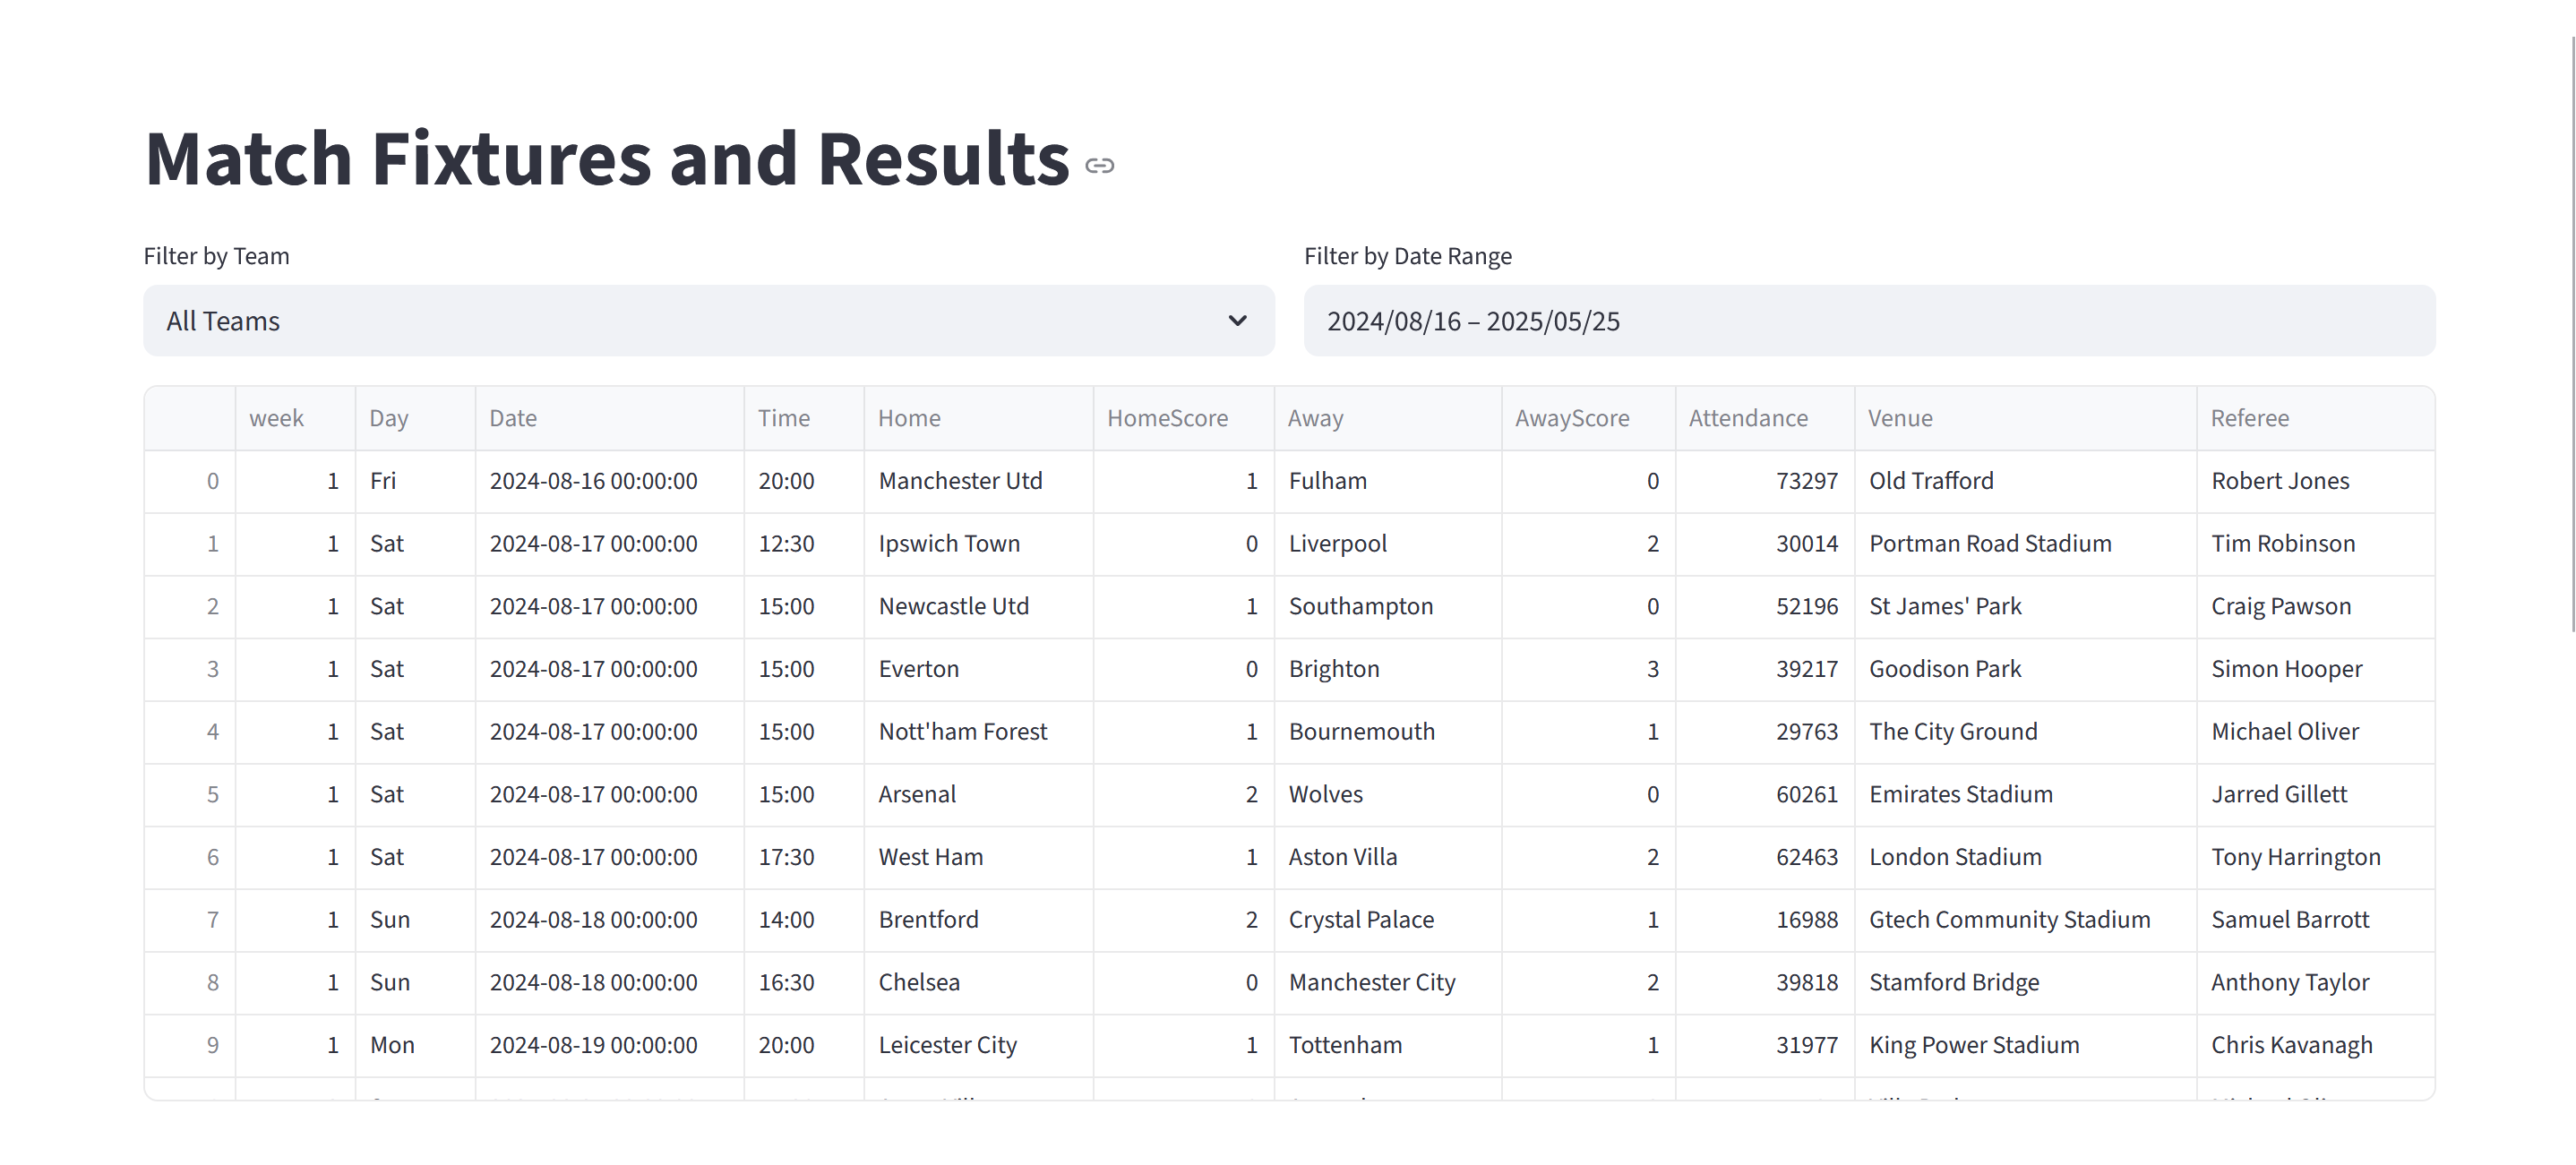 Match Fixtures and Results
Filter by Team
Filter by Date Range
All Teams
2024/08/16 – 2025/05/25
week Day Date Time Home HomeScore Away AwayScore Attendance Venue Referee
0 1 Fri 2024-08-16 00:00:00 20:00 Manchester Utd 1 Fulham 0 73297 Old Trafford Robert Jones
1 1 Sat 2024-08-17 00:00:00 12:30 Ipswich Town 0 Liverpool 2 30014 Portman Road Stadium Tim Robinson
2 1 Sat 2024-08-17 00:00:00 15:00 Newcastle Utd 1 Southampton 0 52196 St James' Park Craig Pawson
3 1 Sat 2024-08-17 00:00:00 15:00 Everton 0 Brighton 3 39217 Goodison Park Simon Hooper
4 1 Sat 2024-08-17 00:00:00 15:00 Nott'ham Forest 1 Bournemouth 1 29763 The City Ground Michael Oliver
5 1 Sat 2024-08-17 00:00:00 15:00 Arsenal 2 Wolves 0 60261 Emirates Stadium Jarred Gillett
6 1 Sat 2024-08-17 00:00:00 17:30 West Ham 1 Aston Villa 2 62463 London Stadium Tony Harrington
7 1 Sun 2024-08-18 00:00:00 14:00 Brentford 2 Crystal Palace 1 16988 Gtech Community Stadium Samuel Barrott
8 1 Sun 2024-08-18 00:00:00 16:30 Chelsea 0 Manchester City 2 39818 Stamford Bridge Anthony Taylor
9 1 Mon 2024-08-19 00:00:00 20:00 Leicester City 1 Tottenham 1 31977 King Power Stadium Chris Kavanagh